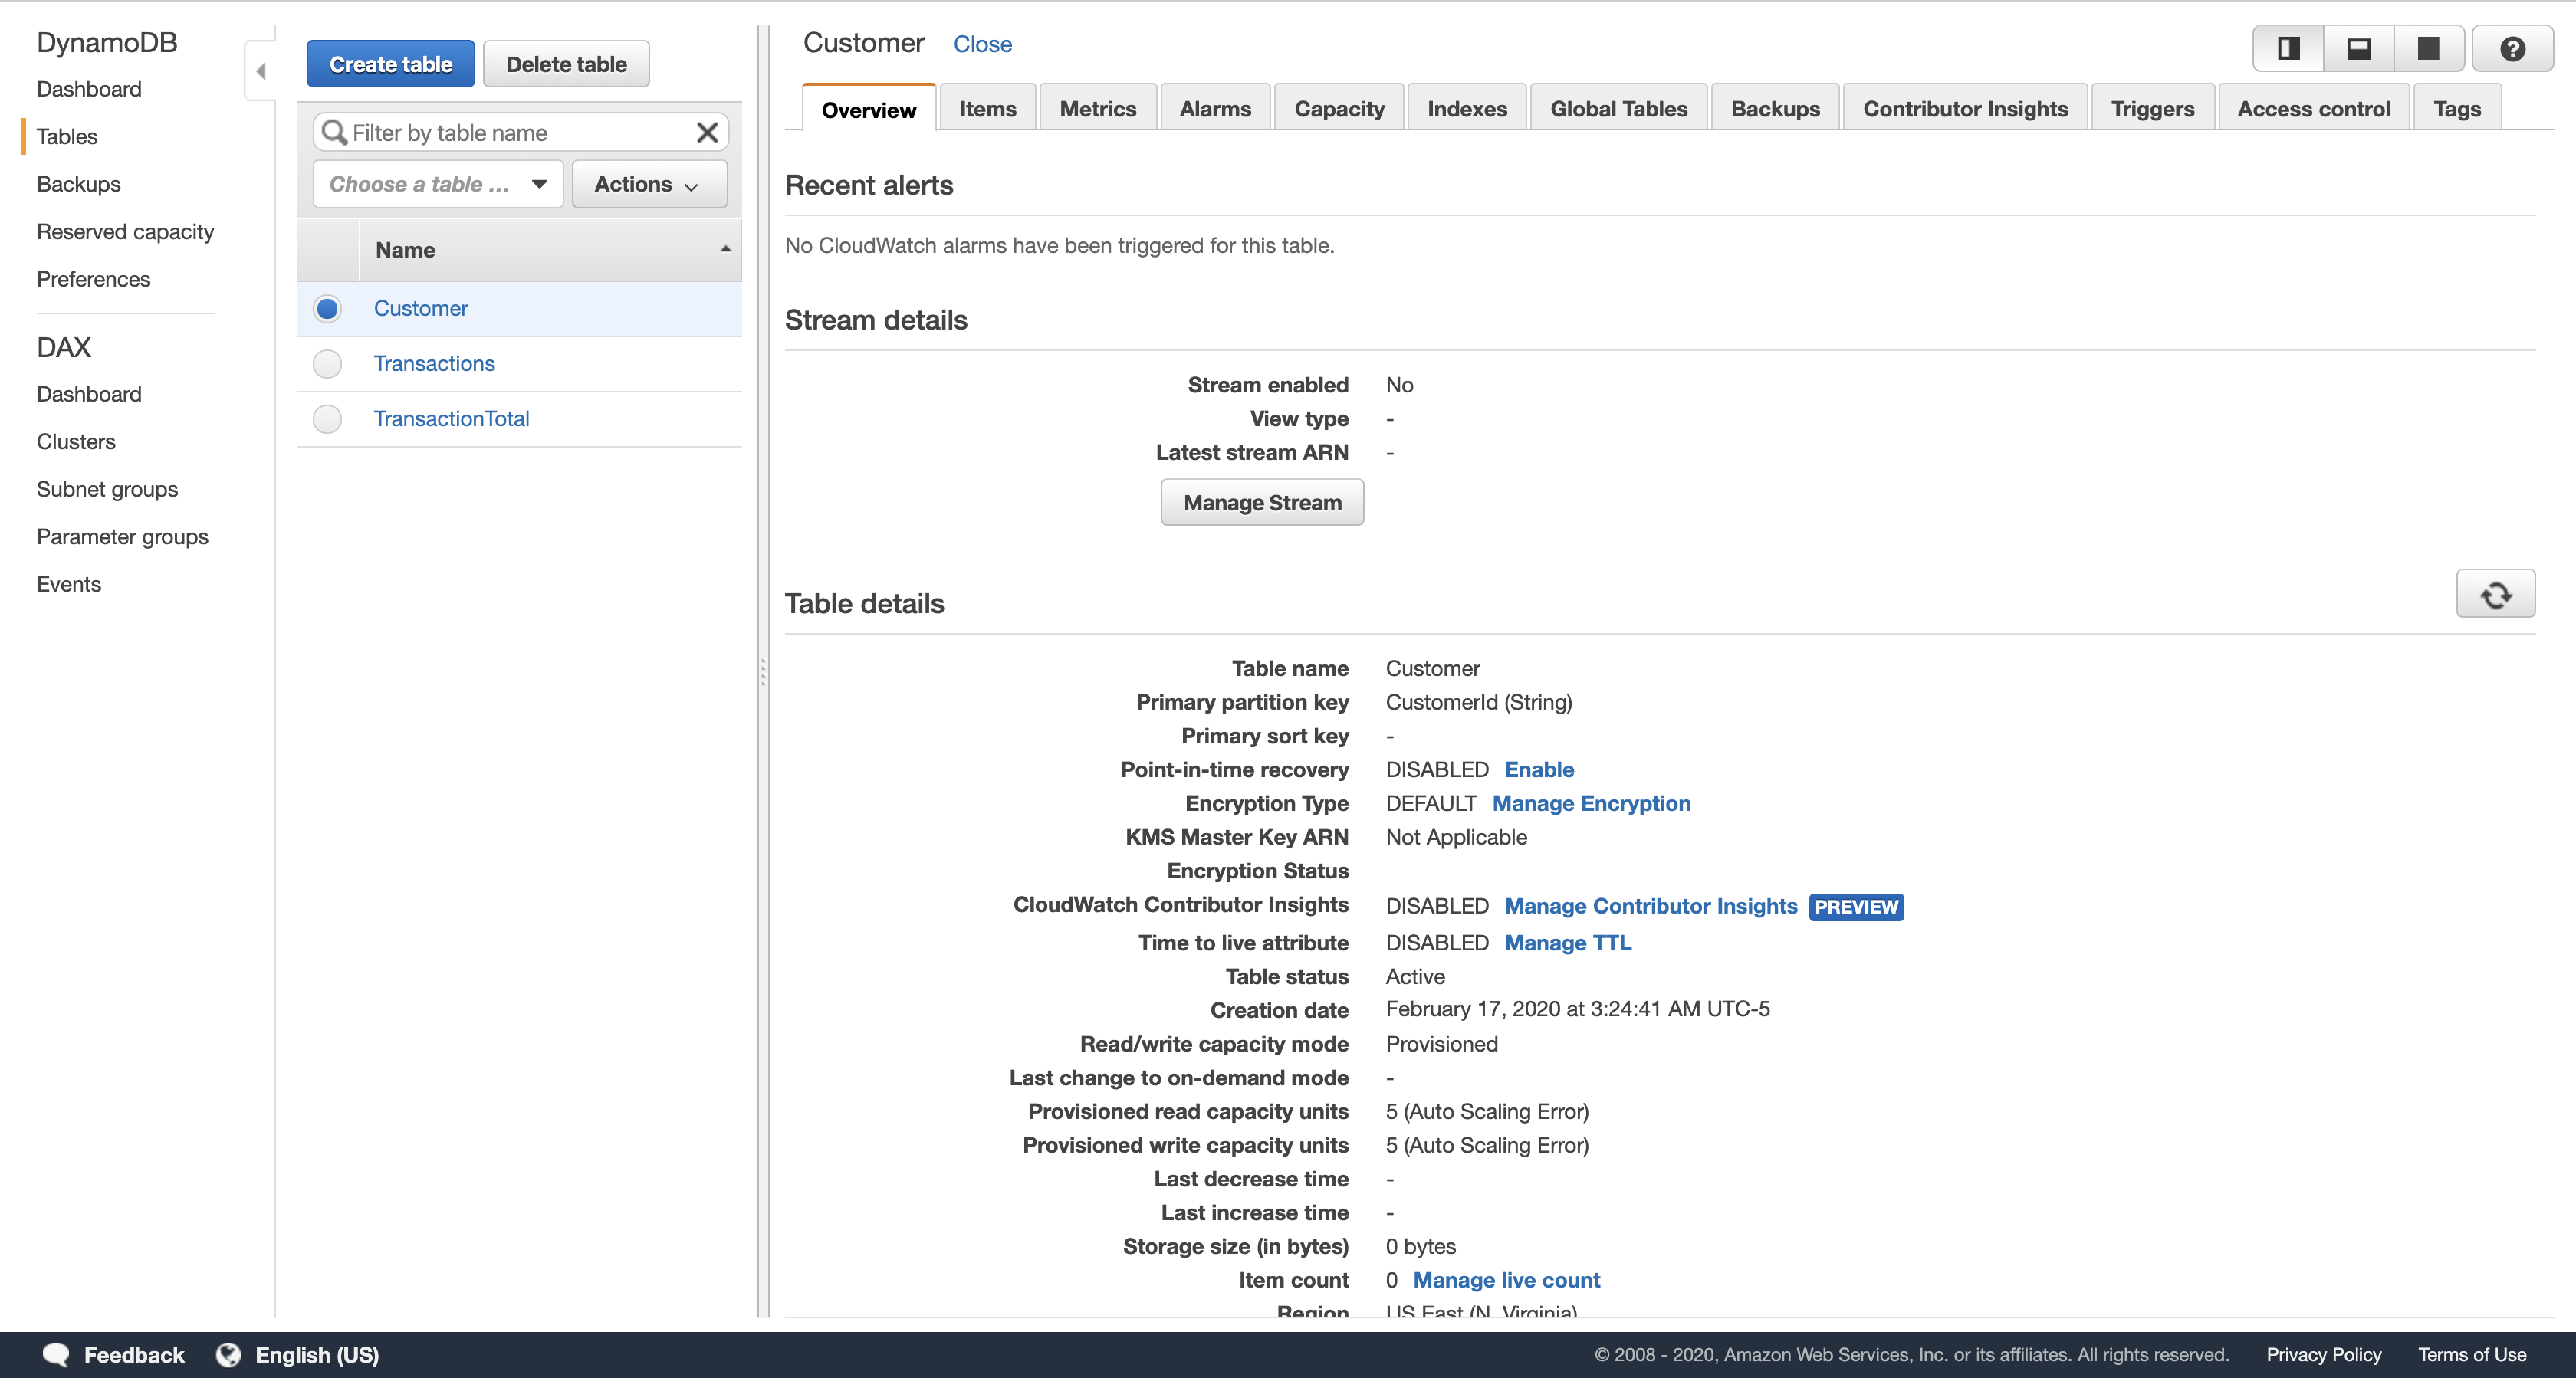 DynamoDB
Dashboard
Tables
Backups
Reserved capacity
Preferences
DAX
Dashboard
Clusters
Subnet groups
Parameter groups
Events
Create table
Delete table
Filter by table name
Choose a table ...
Actions
Name
Customer
Transactions
TransactionTotal
Customer Close
Overview Items Metrics Alarms Capacity Indexes Global Tables Backups Contributor Insights Triggers Access control Tags
Recent alerts
No CloudWatch alarms have been triggered for this table.
Stream details
Stream enabled No
View type -
Latest stream ARN -
Manage Stream
Table details
Table name Customer
Primary partition key CustomerId (String)
Primary sort key -
Point-in-time recovery DISABLED Enable
Encryption Type DEFAULT Manage Encryption
KMS Master Key ARN Not Applicable
Encryption Status
CloudWatch Contributor Insights DISABLED Manage Contributor Insights PREVIEW
Time to live attribute DISABLED Manage TTL
Table status Active
Creation date February 17, 2020 at 3:24:41 AM UTC-5
Read/write capacity mode Provisioned
Last change to on-demand mode -
Provisioned read capacity units 5 (Auto Scaling Error)
Provisioned write capacity units 5 (Auto Scaling Error)
Last decrease time -
Last increase time -
Storage size (in bytes) 0 bytes
Item count 0 Manage live count
Region US East (N. Virginia)
Feedback English (US)
© 2008 - 2020, Amazon Web Services, Inc. or its affiliates. All rights reserved. Privacy Policy Terms of Use